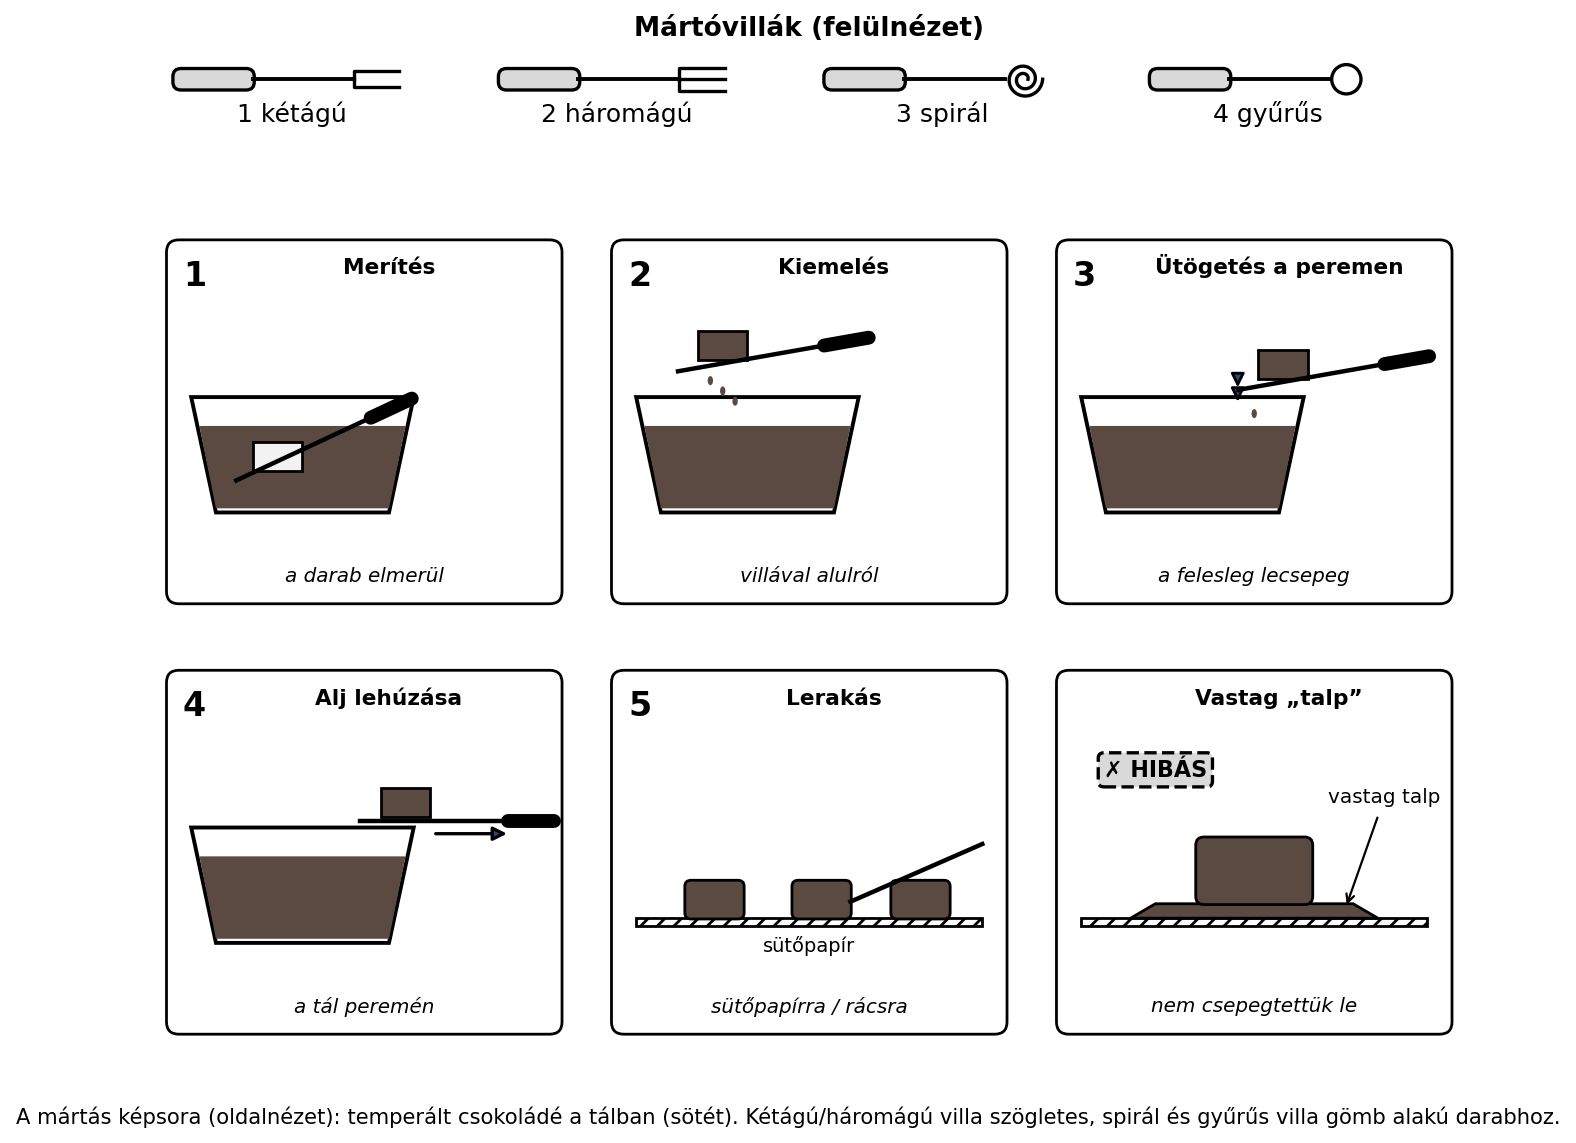 Mártóvillák (felülnézet)
1 kétágú
2 háromágú
3 spirál
4 gyűrűs
1 Merítés
a darab elmerül
2 Kiemelés
villával alulról
3 Ütögetés a peremen
a felesleg lecsepeg
4 Alj lehúzása
a tál peremén
5 Lerakás
sütőpapír
sütőpapírra / rácsra
Vastag „talp”
✗ HIBÁS
vastag talp
nem csepegtettük le
A mártás képsora (oldalnézet): temperált csokoládé a tálban (sötét). Kétágú/háromágú villa szögletes, spirál és gyűrűs villa gömb alakú darabhoz.